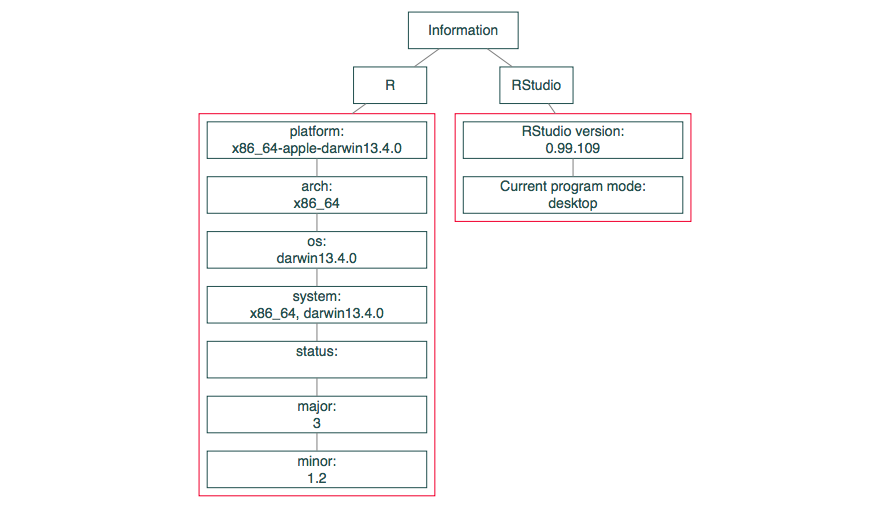 Information
R
RStudio
platform:
x86_64-apple-darwin13.4.0
arch:
x86_64
os:
darwin13.4.0
system:
x86_64, darwin13.4.0
status:
major:
3
minor:
1.2
RStudio version:
0.99.109
Current program mode:
desktop